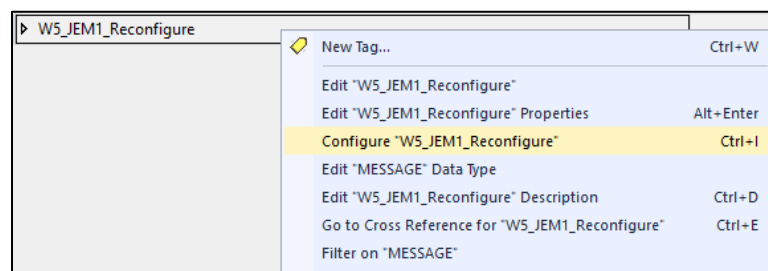 W5_JEM1_Reconfigure
New Tag... Ctrl+W
Edit "W5_JEM1_Reconfigure"
Edit "W5_JEM1_Reconfigure" Properties Alt+Enter
Configure "W5_JEM1_Reconfigure" Ctrl+I
Edit "MESSAGE" Data Type
Edit "W5_JEM1_Reconfigure" Description Ctrl+D
Go to Cross Reference for "W5_JEM1_Reconfigure" Ctrl+E
Filter on "MESSAGE"